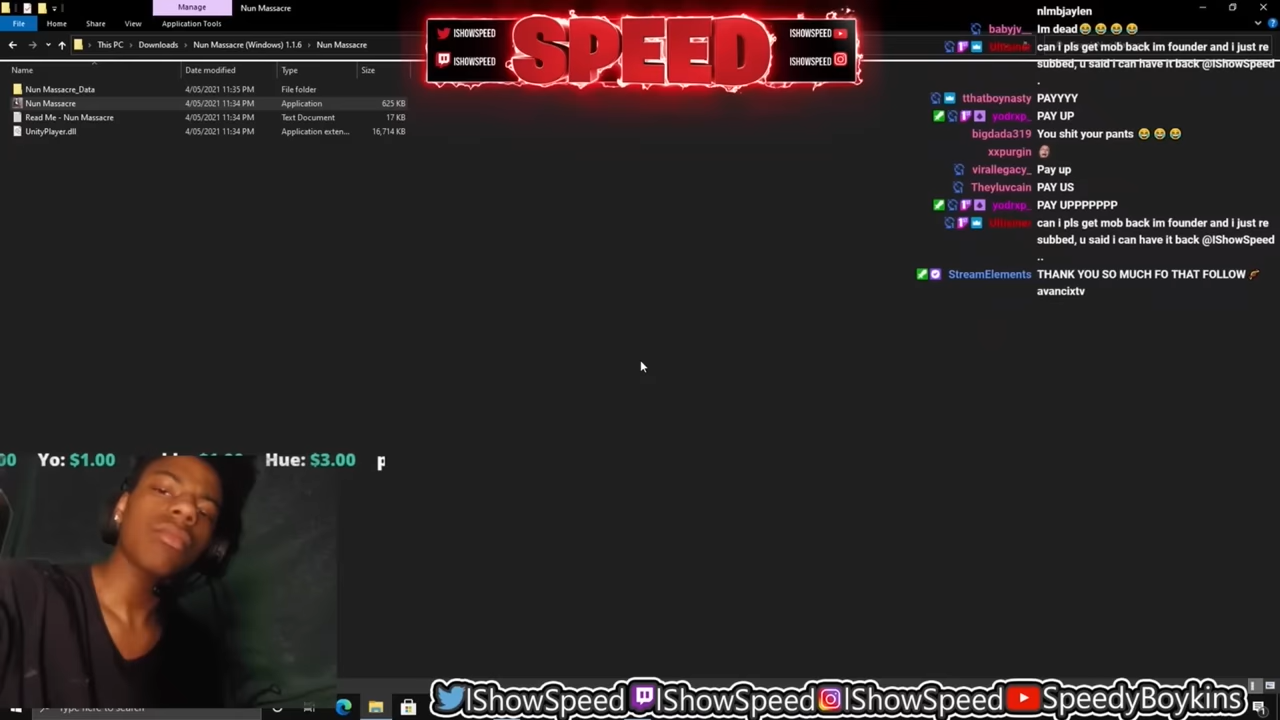 Manage
Nun Massacre
File
Home
Share
View
Application Tools
This PC
Downloads
Nun Massacre (Windows) 1.1.6
Nun Massacre
Name
Date modified
Type
Size
Nun Massacre_Data
4/05/2021 11:35 PM
File folder
Nun Massacre
4/05/2021 11:34 PM
Application
625 KB
Read Me - Nun Massacre
4/05/2021 11:34 PM
Text Document
17 KB
UnityPlayer.dll
4/05/2021 11:34 PM
Application exten...
16,714 KB
ISHOWSPEED
ISHOWSPEED
SPEED
ISHOWSPEED
ISHOWSPEED
nlmbjaylen
babyjv__ Im dead😂😂😂😂
can i pls get mob back im founder and i just re
subbed, u said i can have it back @IShowSpeed
.
tthatboynasty PAYYYY
yodrxp_ PAY UP
bigdada319 You shit your pants 😂😂😂
xxpurgin
virallegacy_ Pay up
Theyluvcain PAY US
yodrxp_ PAY UPPPPPPP
can i pls get mob back im founder and i just re
subbed, u said i can have it back @IShowSpeed
..
StreamElements THANK YOU SO MUCH FO THAT FOLLOW
avancixtv
00 Yo: $1.00
Hue: $3.00 p
Type here to search
IShowSpeed IShowSpeed IShowSpeed SpeedyBoykins